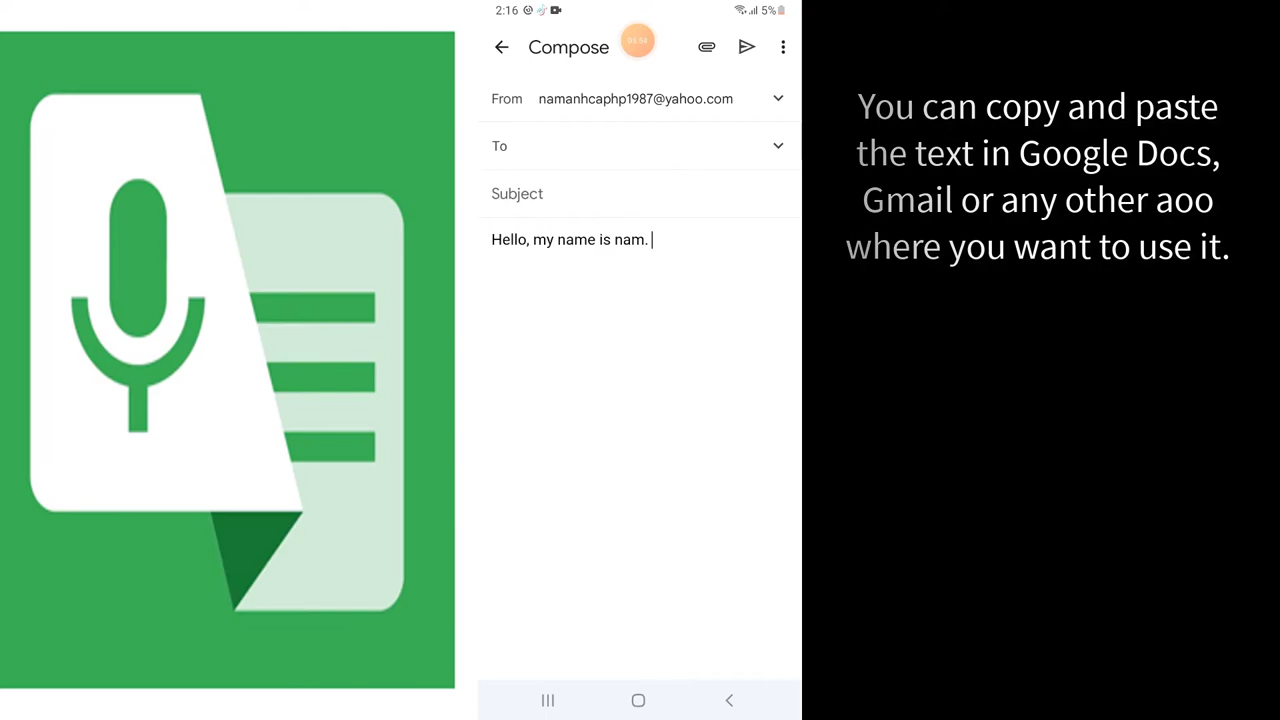 2:16 5%
Compose
From namanhcaphp1987@yahoo.com
To
Subject
Hello, my name is nam.
You can copy and paste
the text in Google Docs,
Gmail or any other aoo
where you want to use it.